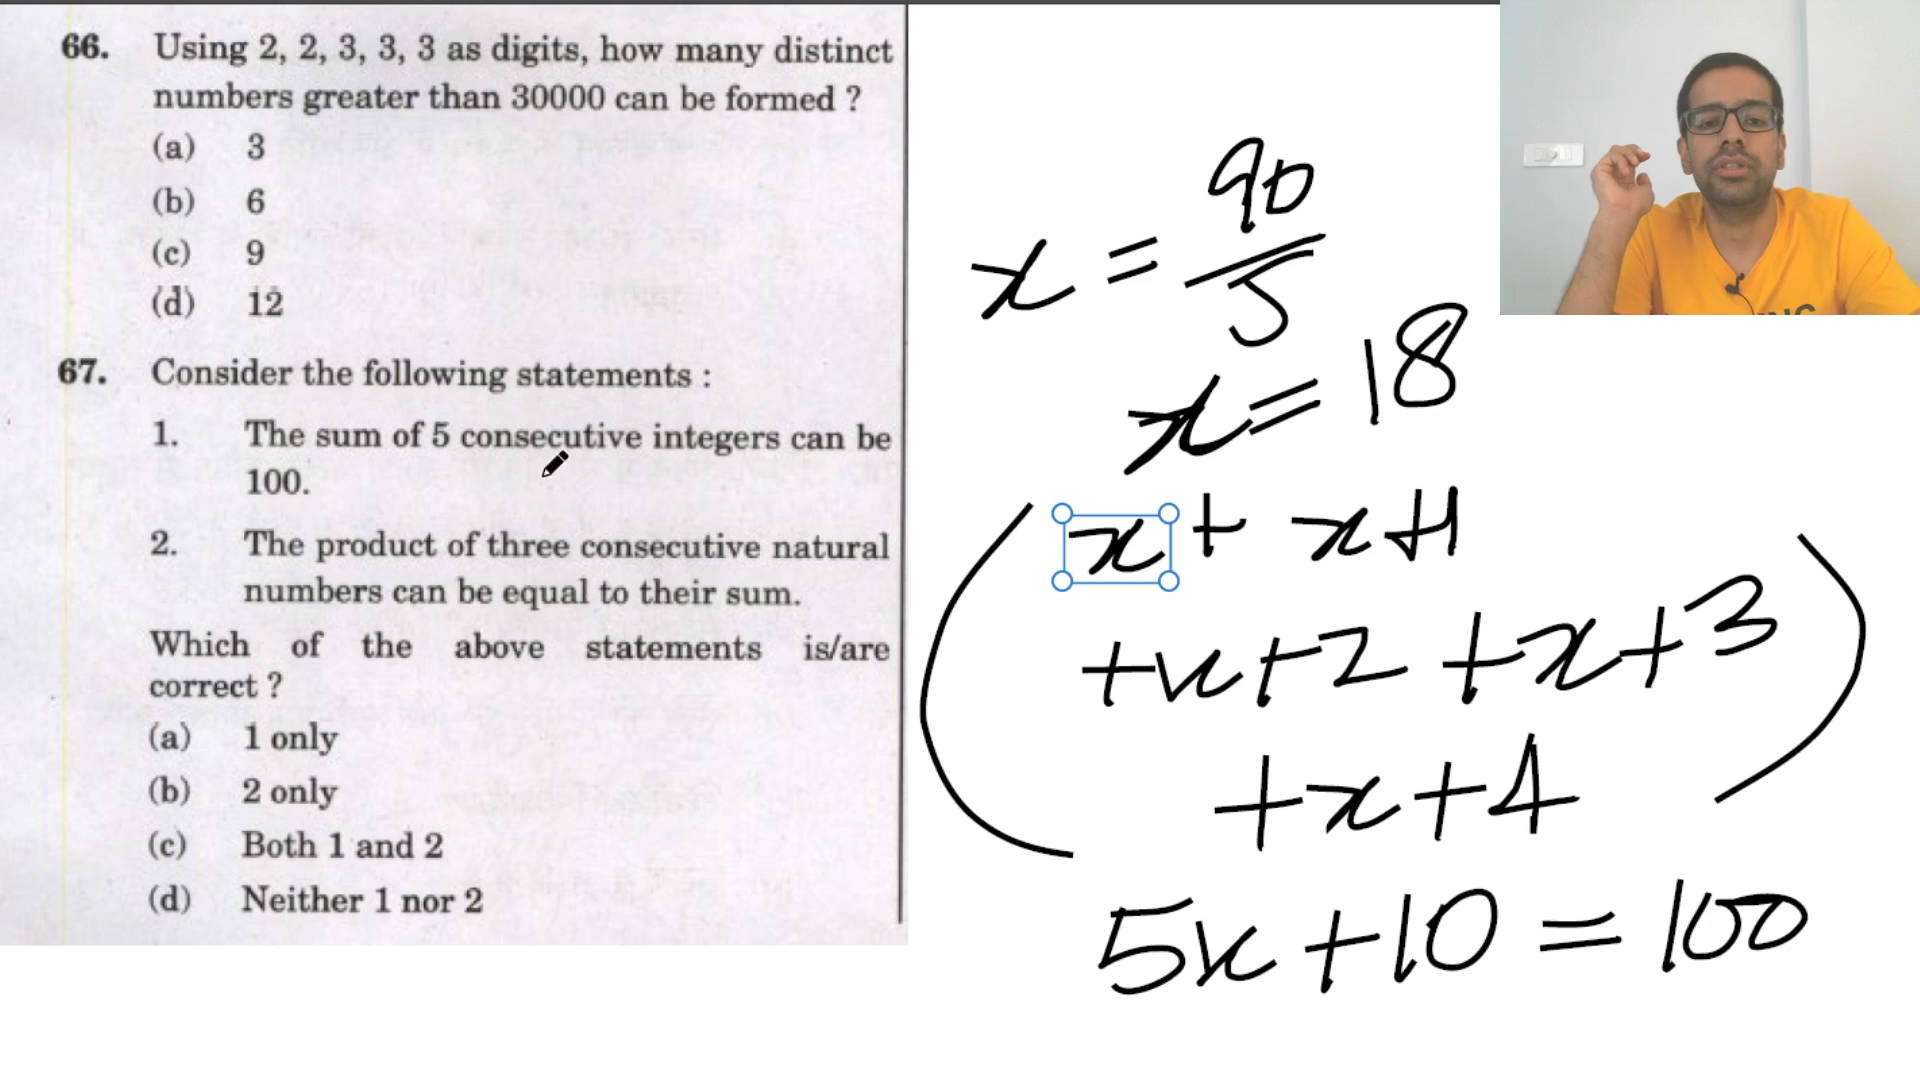 66. Using 2, 2, 3, 3, 3 as digits, how many distinct
numbers greater than 30000 can be formed ?
(a) 3
(b) 6
(c) 9
(d) 12
67. Consider the following statements :
1. The sum of 5 consecutive integers can be
100.
2. The product of three consecutive natural
numbers can be equal to their sum.
Which of the above statements is/are
correct ?
(a) 1 only
(b) 2 only
(c) Both 1 and 2
(d) Neither 1 nor 2
x = 90
5
x = 18
(x + x+1
+x+2 +x+3)
+x+4
5x+10 = 100